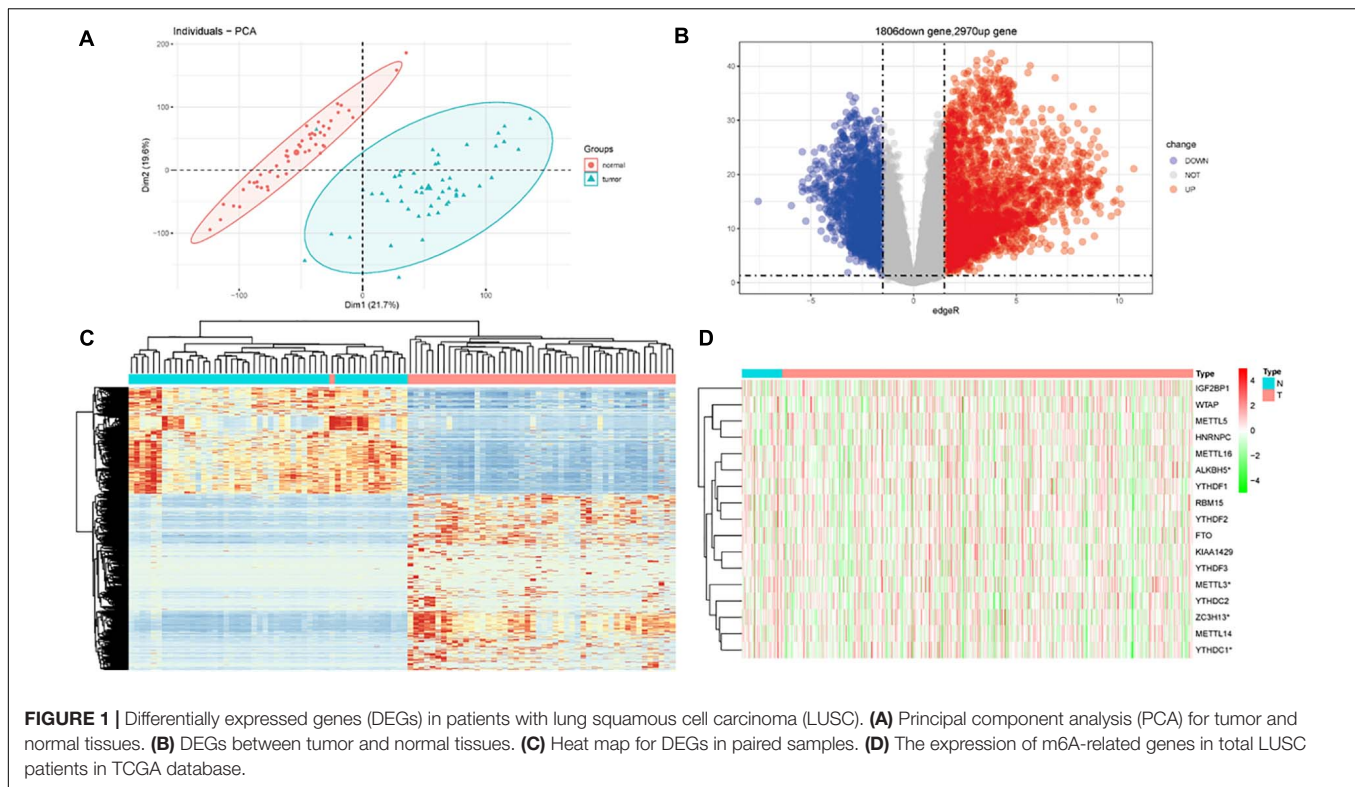 A
Individuals - PCA
200
100
0
-100
Dim2 (19.6%)
-100
0
100
Dim1 (21.7%)
Groups
normal
tumor
B
1806down gene,2970up gene
40
30
20
10
0
-5
0
5
10
edgeR
change
DOWN
NOT
UP
C
D
Type
IGF2BP1
WTAP
METTL5
HNRNPC
METTL16
ALKBH5*
YTHDF1
RBM15
YTHDF2
FTO
KIAA1429
YTHDF3
METTL3*
YTHDC2
ZC3H13*
METTL14
YTHDC1*
4
2
0
-2
-4
Type
N
T
FIGURE 1 | Differentially expressed genes (DEGs) in patients with lung squamous cell carcinoma (LUSC). (A) Principal component analysis (PCA) for tumor and
normal tissues. (B) DEGs between tumor and normal tissues. (C) Heat map for DEGs in paired samples. (D) The expression of m6A-related genes in total LUSC
patients in TCGA database.